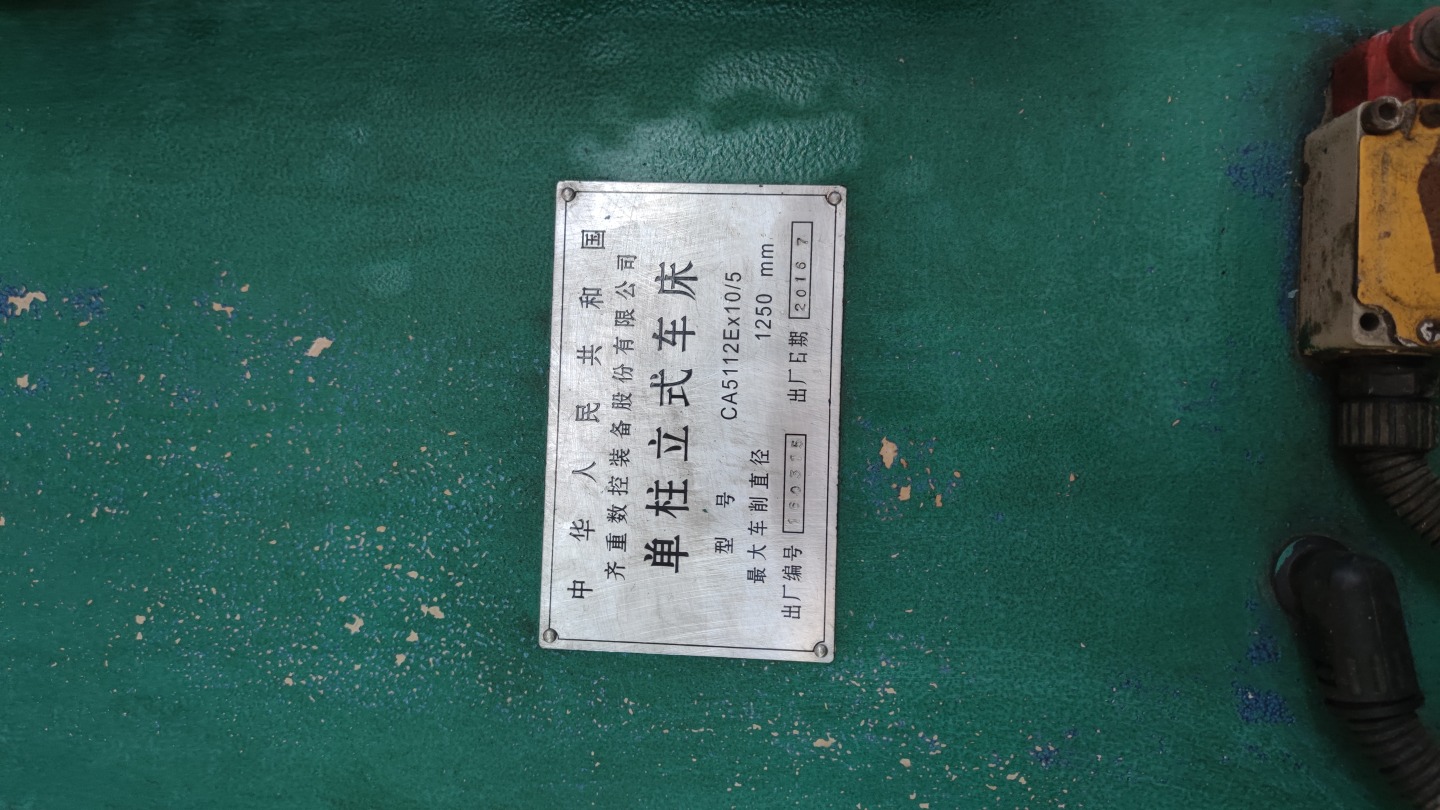 中华人民共和国
齐重数控装备股份有限公司
单柱立式车床
型号 CA5112Ex10/5
最大车削直径 1250 mm
出厂编号 出厂日期 2016 7